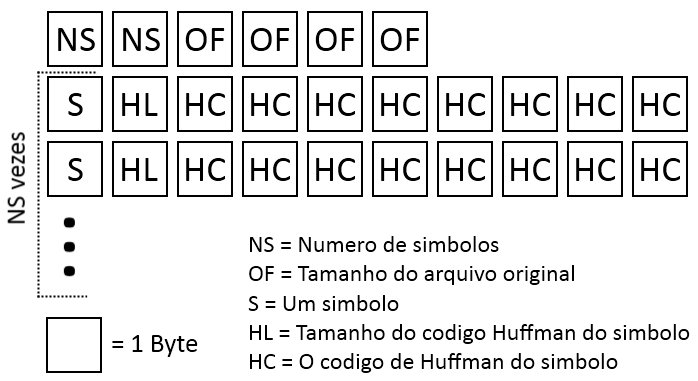 NS NS OF OF OF OF
S HL HC HC HC HC HC HC HC HC
S HL HC HC HC HC HC HC HC HC
NS vezes
NS = Numero de simbolos
OF = Tamanho do arquivo original
S = Um simbolo
HL = Tamanho do codigo Huffman do simbolo
HC = O codigo de Huffman do simbolo
= 1 Byte